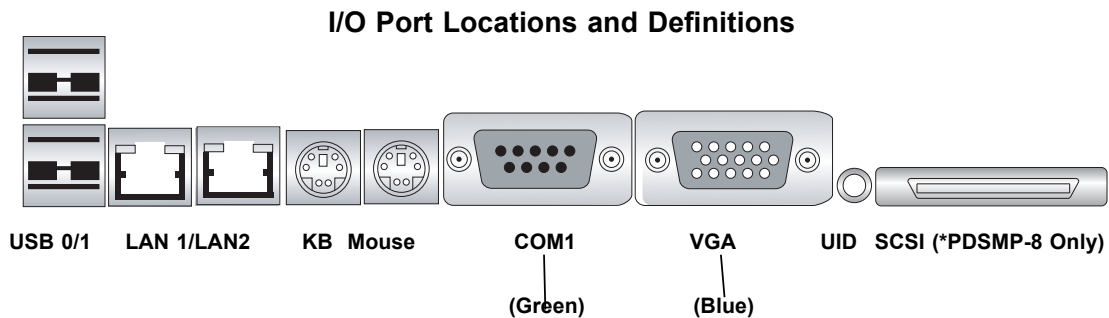 I/O Port Locations and Definitions
USB 0/1 LAN 1/LAN2 KB Mouse COM1 VGA UID SCSI (*PDSMP-8 Only)
(Green) (Blue)